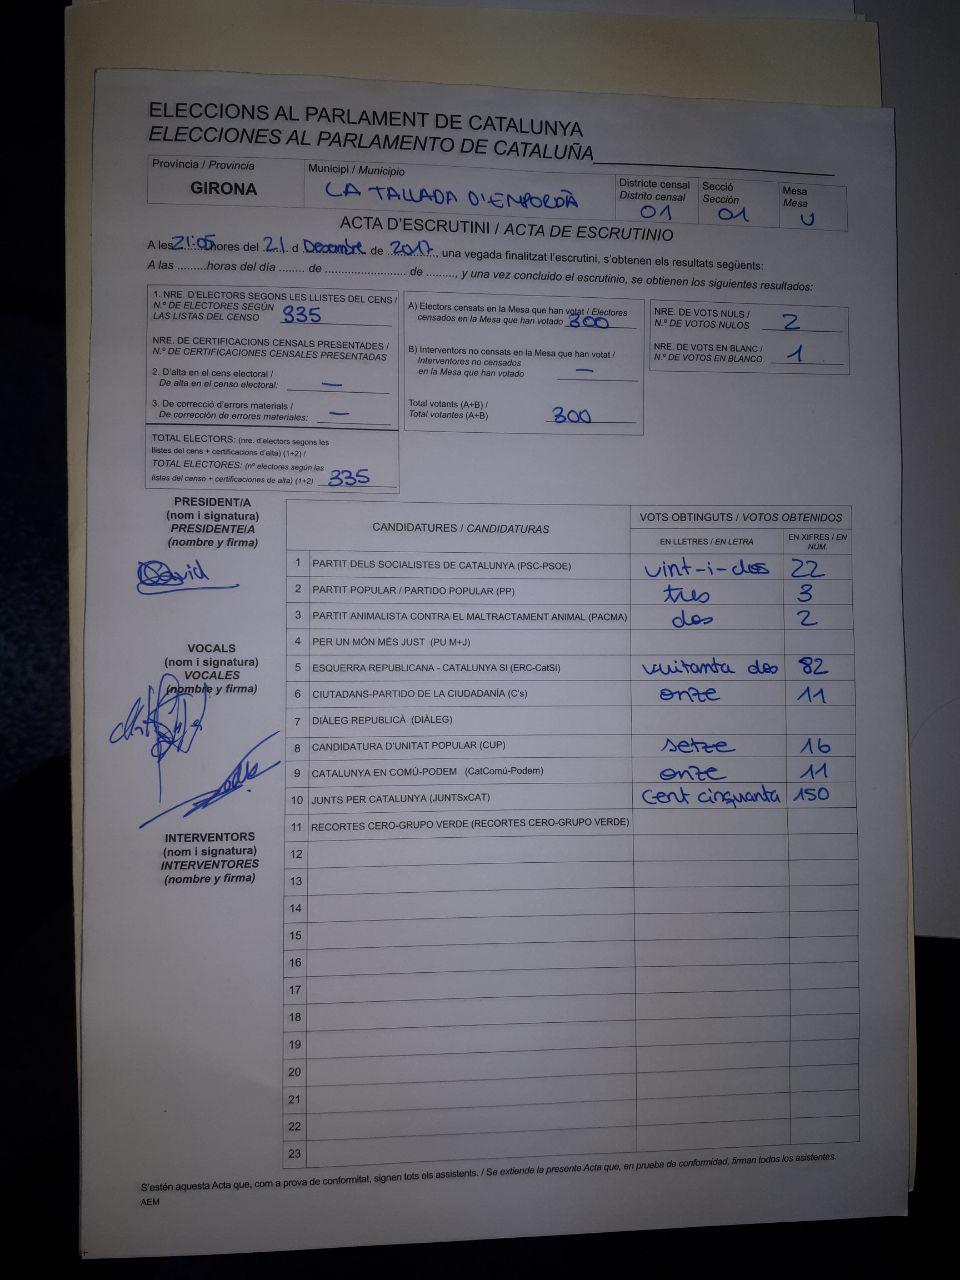 ELECCIONS AL PARLAMENT DE CATALUNYA
ELECCIONES AL PARLAMENTO DE CATALUÑA
Província / Provincia
GIRONA
Municipi / Municipio
LA TALLADA D'EMPORDÀ
Districte censal
Distrito censal
01
Secció
Sección
01
Mesa
Mesa
U
ACTA D'ESCRUTINI / ACTA DE ESCRUTINIO
A les 21:05 hores del 21 d Desembre de 2017, una vegada finalitzat l'escrutini, s'obtenen els resultats següents:
A las .........horas del día ........ de ......................... de ........., y una vez concluido el escrutinio, se obtienen los siguientes resultados:
1. NRE. D'ELECTORS SEGONS LES LLISTES DEL CENS /
N.º DE ELECTORES SEGÚN
LAS LISTAS DEL CENSO 335
NRE. DE CERTIFICACIONS CENSALS PRESENTADES /
N.º DE CERTIFICACIONES CENSALES PRESENTADAS
2. D'alta en el cens electoral /
De alta en el censo electoral: —
3. De correcció d'errors materials /
De corrección de errores materiales: —
TOTAL ELECTORS: (nre. d'electors segons les
llistes del cens + certificacions d'alta) (1+2) /
TOTAL ELECTORES: (nº electores según las
listas del censo + certificaciones de alta) (1+2) 335
A) Electors censats en la Mesa que han votat / Electores
censados en la Mesa que han votado 300
B) Interventors no censats en la Mesa que han votat /
Interventores no censados
en la Mesa que han votado —
Total votants (A+B) /
Total votantes (A+B) 300
NRE. DE VOTS NULS /
N.º DE VOTOS NULOS 2
NRE. DE VOTS EN BLANC /
N.º DE VOTOS EN BLANCO 1
PRESIDENT/A
(nom i signatura)
PRESIDENTE/A
(nombre y firma)
David
VOCALS
(nom i signatura)
VOCALES
(nombre y firma)
INTERVENTORS
(nom i signatura)
INTERVENTORES
(nombre y firma)
CANDIDATURES / CANDIDATURAS
VOTS OBTINGUTS / VOTOS OBTENIDOS
EN LLETRES / EN LETRA
EN XIFRES / EN NÚM.
1 PARTIT DELS SOCIALISTES DE CATALUNYA (PSC-PSOE) vint-i-dos 22
2 PARTIT POPULAR / PARTIDO POPULAR (PP) tres 3
3 PARTIT ANIMALISTA CONTRA EL MALTRACTAMENT ANIMAL (PACMA) dos 2
4 PER UN MÓN MÉS JUST (PU M+J)
5 ESQUERRA REPUBLICANA - CATALUNYA SI (ERC-CatSí) vuitanta dos 82
6 CIUTADANS-PARTIDO DE LA CIUDADANÍA (C's) onze 11
7 DIÀLEG REPUBLICÀ (DIÀLEG)
8 CANDIDATURA D'UNITAT POPULAR (CUP) setze 16
9 CATALUNYA EN COMÚ-PODEM (CatComú-Podem) onze 11
10 JUNTS PER CATALUNYA (JUNTSxCAT) Cent cinquanta 150
11 RECORTES CERO-GRUPO VERDE (RECORTES CERO-GRUPO VERDE)
12
13
14
15
16
17
18
19
20
21
22
23
S'estén aquesta Acta que, com a prova de conformitat, signen tots els assistents. / Se extiende la presente Acta que, en prueba de conformidad, firman todos los asistentes.
AEM